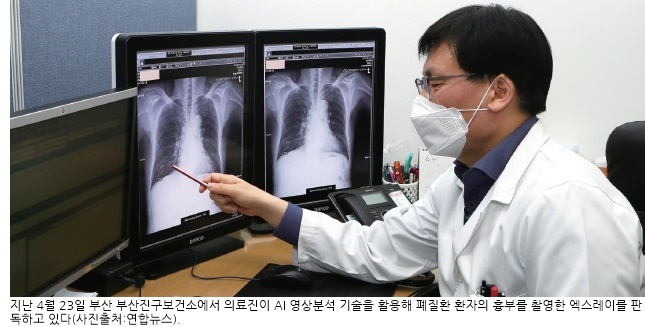 지난 4월 23일 부산 부산진구보건소에서 의료진이 AI 영상분석 기술을 활용해 폐질환 환자의 흉부를 촬영한 엑스레이를 판
독하고 있다(사진출처:연합뉴스).